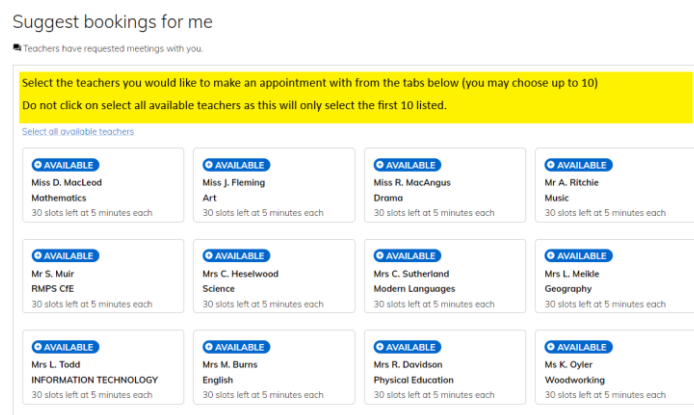 Suggest bookings for me
Teachers have requested meetings with you.
Select the teachers you would like to make an appointment with from the tabs below (you may choose up to 10)
Do not click on select all available teachers as this will only select the first 10 listed.
Select all available teachers
AVAILABLE
Miss D. MacLeod
Mathematics
30 slots left at 5 minutes each
AVAILABLE
Miss J. Fleming
Art
30 slots left at 5 minutes each
AVAILABLE
Miss R. MacAngus
Drama
30 slots left at 5 minutes each
AVAILABLE
Mr A. Ritchie
Music
30 slots left at 5 minutes each
AVAILABLE
Mr S. Muir
RMPS CfE
30 slots left at 5 minutes each
AVAILABLE
Mrs C. Heselwood
Science
30 slots left at 5 minutes each
AVAILABLE
Mrs C. Sutherland
Modern Languages
30 slots left at 5 minutes each
AVAILABLE
Mrs L. Meikle
Geography
30 slots left at 5 minutes each
AVAILABLE
Mrs L. Todd
INFORMATION TECHNOLOGY
30 slots left at 5 minutes each
AVAILABLE
Mrs M. Burns
English
30 slots left at 5 minutes each
AVAILABLE
Mrs R. Davidson
Physical Education
30 slots left at 5 minutes each
AVAILABLE
Ms K. Oyler
Woodworking
30 slots left at 5 minutes each